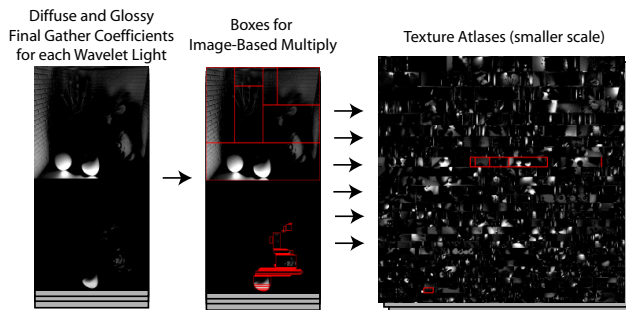 Diffuse and Glossy
Final Gather Coefficients
for each Wavelet Light
Boxes for
Image-Based Multiply
Texture Atlases (smaller scale)